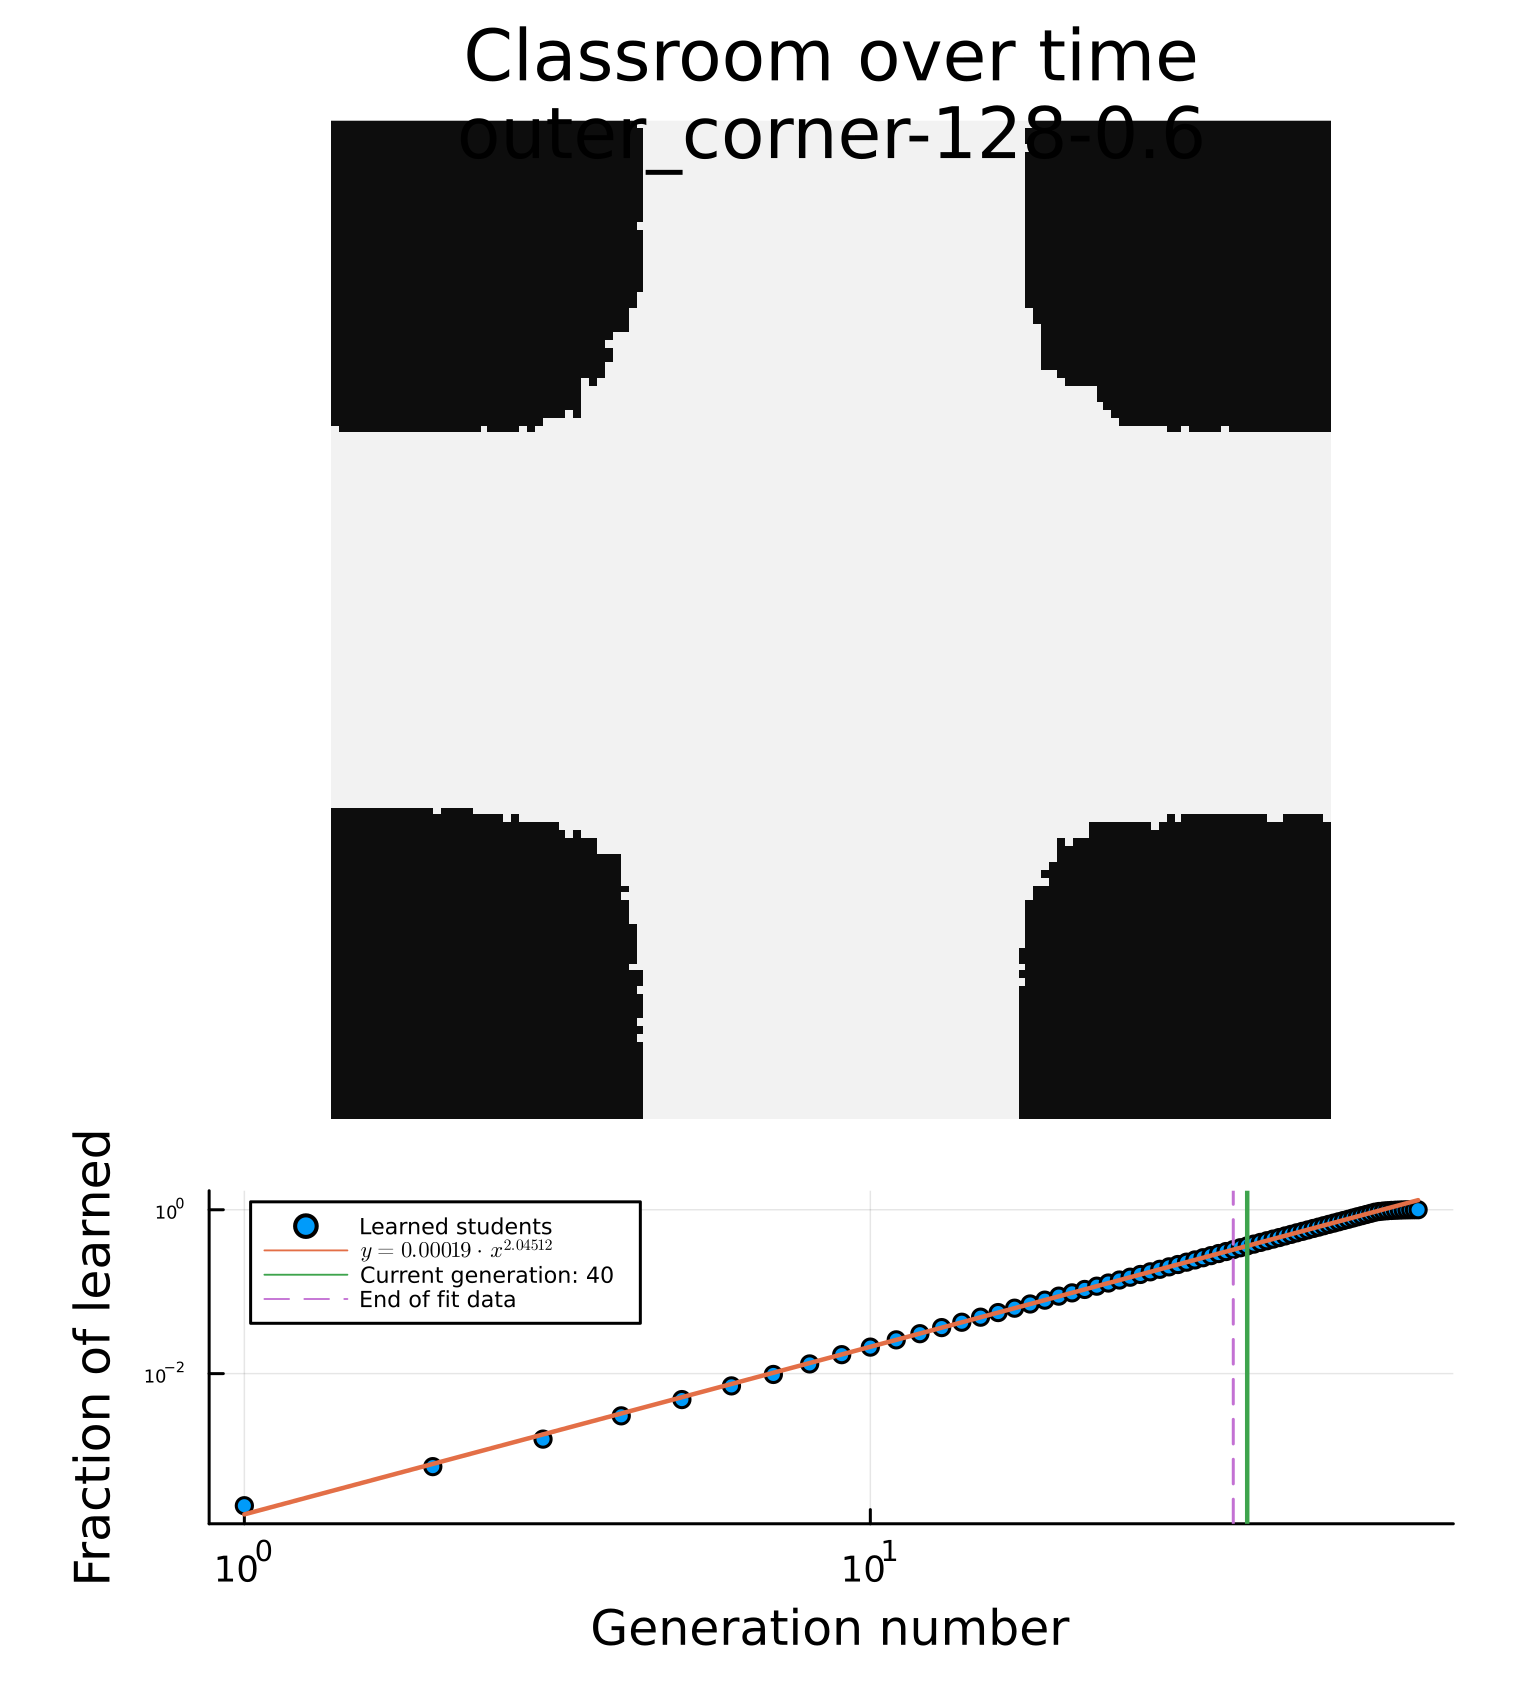 Classroom over time
outer_corner-128-0.6
Fraction of learned
10^0
10^-2
Learned students
y = 0.00019 · x^2.04512
Current generation: 40
End of fit data
10^0
10^1
Generation number